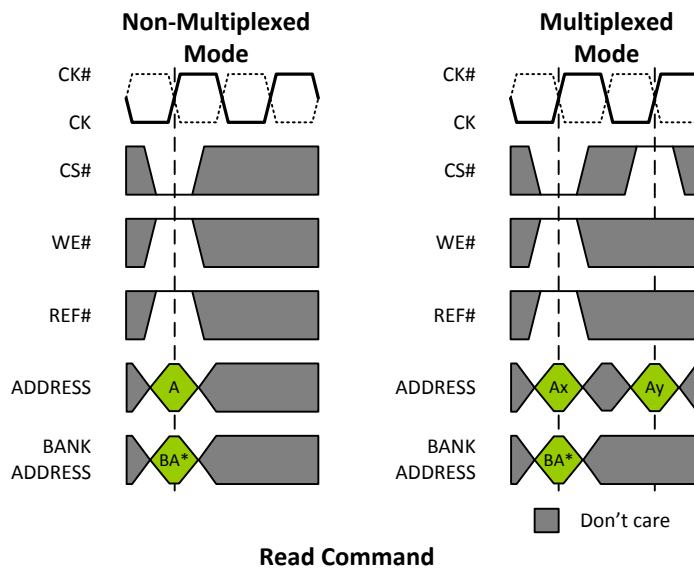 Non-Multiplexed
Mode
CK#
CK
CS#
WE#
REF#
ADDRESS
A
BANK
ADDRESS
BA*
Multiplexed
Mode
CK#
CK
CS#
WE#
REF#
ADDRESS
Ax
Ay
BANK
ADDRESS
BA*
Don't care
Read Command